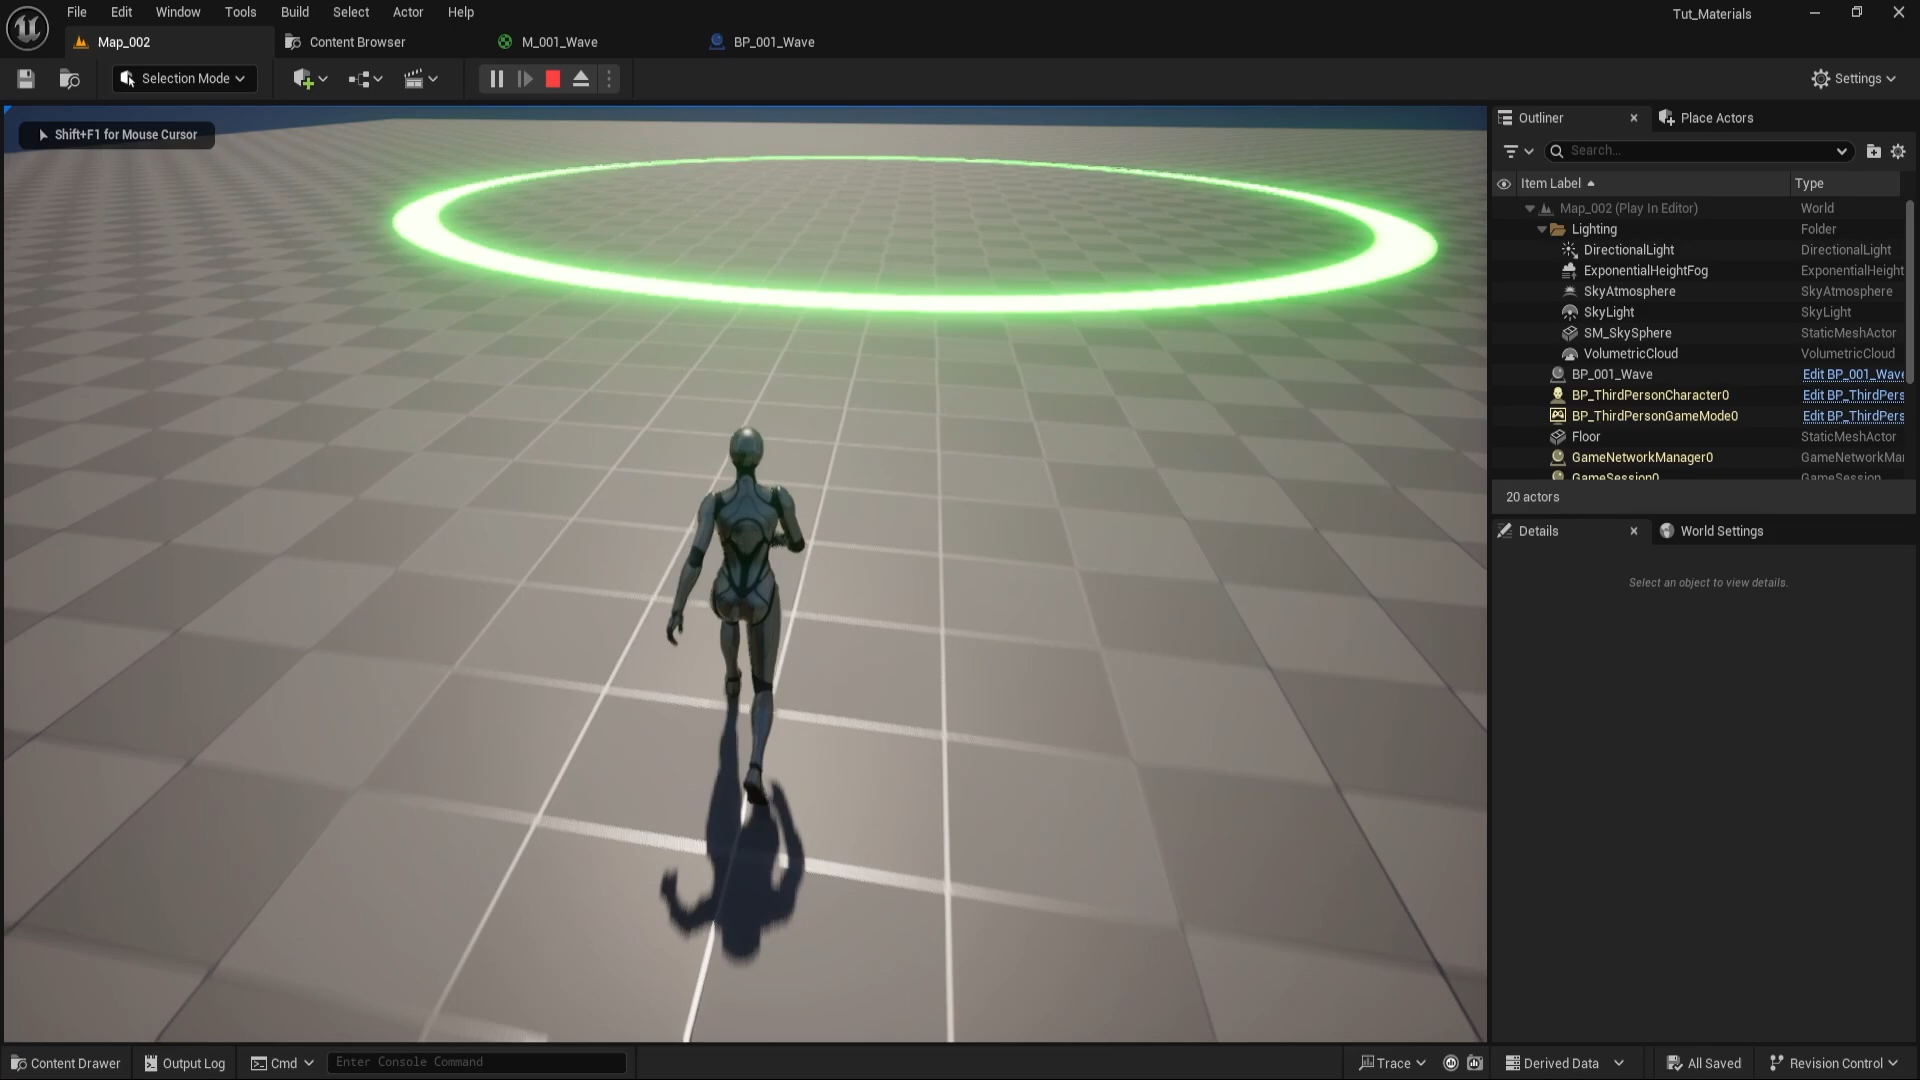 File Edit Window Tools Build Select Actor Help
Tut_Materials
Map_002
Content Browser
M_001_Wave
BP_001_Wave
Selection Mode
Settings
Shift+F1 for Mouse Cursor
Outliner
Place Actors
Search...
Item Label Type
Map_002 (Play In Editor) World
Lighting Folder
DirectionalLight DirectionalLight
ExponentialHeightFog ExponentialHeight
SkyAtmosphere SkyAtmosphere
SkyLight SkyLight
SM_SkySphere StaticMeshActor
VolumetricCloud VolumetricCloud
BP_001_Wave Edit BP_001_Wave
BP_ThirdPersonCharacter0 Edit BP_ThirdPers
BP_ThirdPersonGameMode0 Edit BP_ThirdPers
Floor StaticMeshActor
GameNetworkManager0 GameNetworkMa
GameSession0 GameSession
20 actors
Details
World Settings
Select an object to view details.
Content Drawer
Output Log
Cmd
Enter Console Command
Trace
Derived Data
All Saved
Revision Control